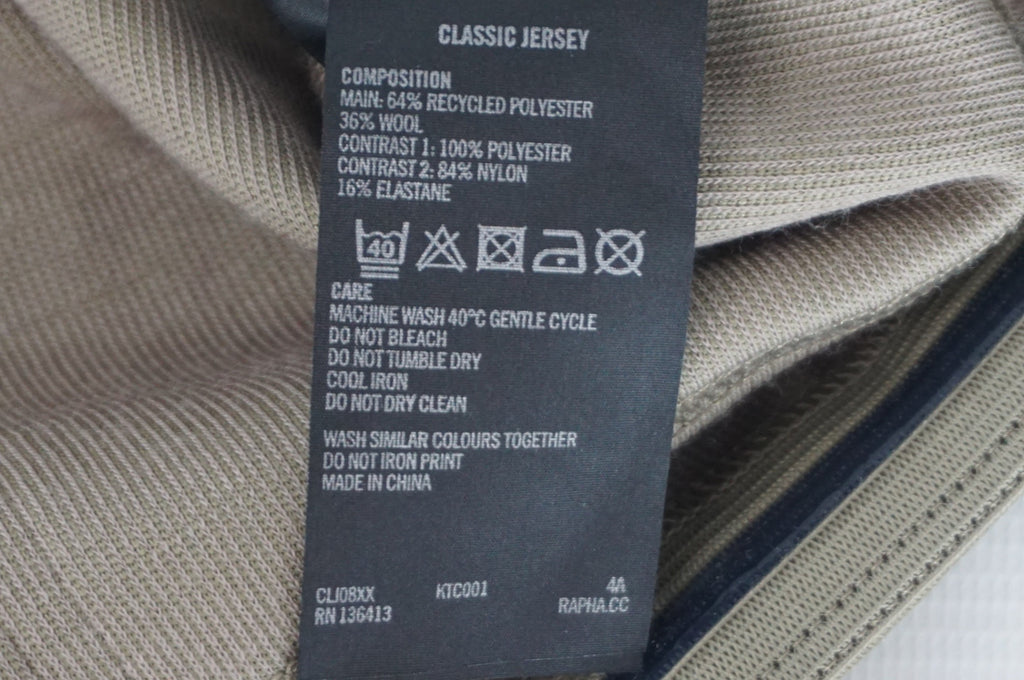 CLASSIC JERSEY
COMPOSITION
MAIN: 64% RECYCLED POLYESTER
36% WOOL
CONTRAST 1: 100% POLYESTER
CONTRAST 2: 84% NYLON
16% ELASTANE
40
CARE
MACHINE WASH 40°C GENTLE CYCLE
DO NOT BLEACH
DO NOT TUMBLE DRY
COOL IRON
DO NOT DRY CLEAN
WASH SIMILAR COLOURS TOGETHER
DO NOT IRON PRINT
MADE IN CHINA
CLJ08XX KTC001 4A
RN 136413 RAPHA.CC